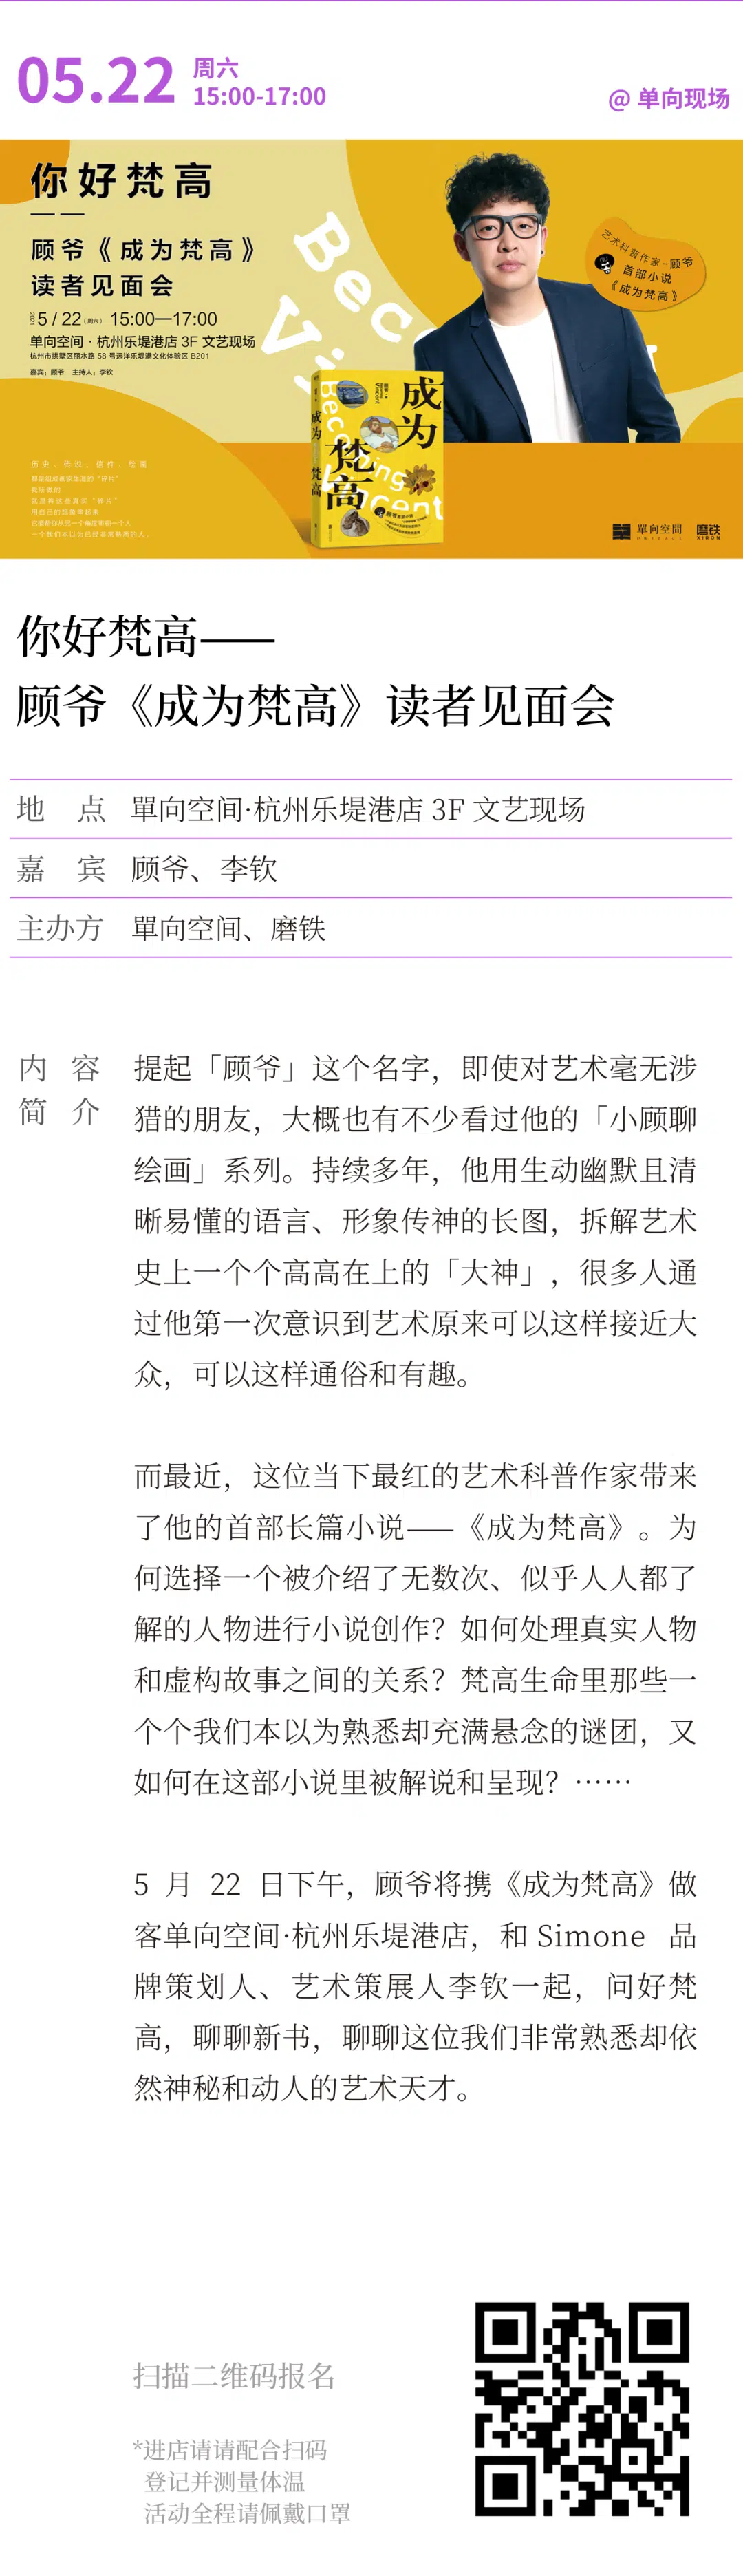 05.22
周六
15:00-17:00
@ 单向现场
你好梵高
顾爷《成为梵高》
读者见面会
2021 5 / 22（周六） 15:00—17:00
单向空间 · 杭州乐堤港店 3F 文艺现场
杭州市拱墅区丽水路 58 号远洋乐堤港文化体验区 B201
嘉宾：顾爷 主持人：李钦
艺术科普作家-顾爷
首部小说
《成为梵高》
成为
梵高
Becoming
Vincent
成为 梵高
單向空間
磨铁
XIRON
你好梵高——
顾爷《成为梵高》读者见面会
地 点 單向空间·杭州乐堤港店 3F 文艺现场
嘉 宾 顾爷、李钦
主办方 單向空间、磨铁
内 容
简 介
提起「顾爷」这个名字，即使对艺术毫无涉
猎的朋友，大概也有不少看过他的「小顾聊
绘画」系列。持续多年，他用生动幽默且清
晰易懂的语言、形象传神的长图，拆解艺术
史上一个个高高在上的「大神」，很多人通
过他第一次意识到艺术原来可以这样接近大
众，可以这样通俗和有趣。
而最近，这位当下最红的艺术科普作家带来
了他的首部长篇小说——《成为梵高》。为
何选择一个被介绍了无数次、似乎人人都了
解的人物进行小说创作？如何处理真实人物
和虚构故事之间的关系？梵高生命里那些一
个个我们本以为熟悉却充满悬念的谜团，又
如何在这部小说里被解说和呈现？……
5 月 22 日下午，顾爷将携《成为梵高》做
客单向空间·杭州乐堤港店，和 Simone 品
牌策划人、艺术策展人李钦一起，问好梵
高，聊聊新书，聊聊这位我们非常熟悉却依
然神秘和动人的艺术天才。
扫描二维码报名
*进店请请配合扫码
登记并测量体温
活动全程请佩戴口罩